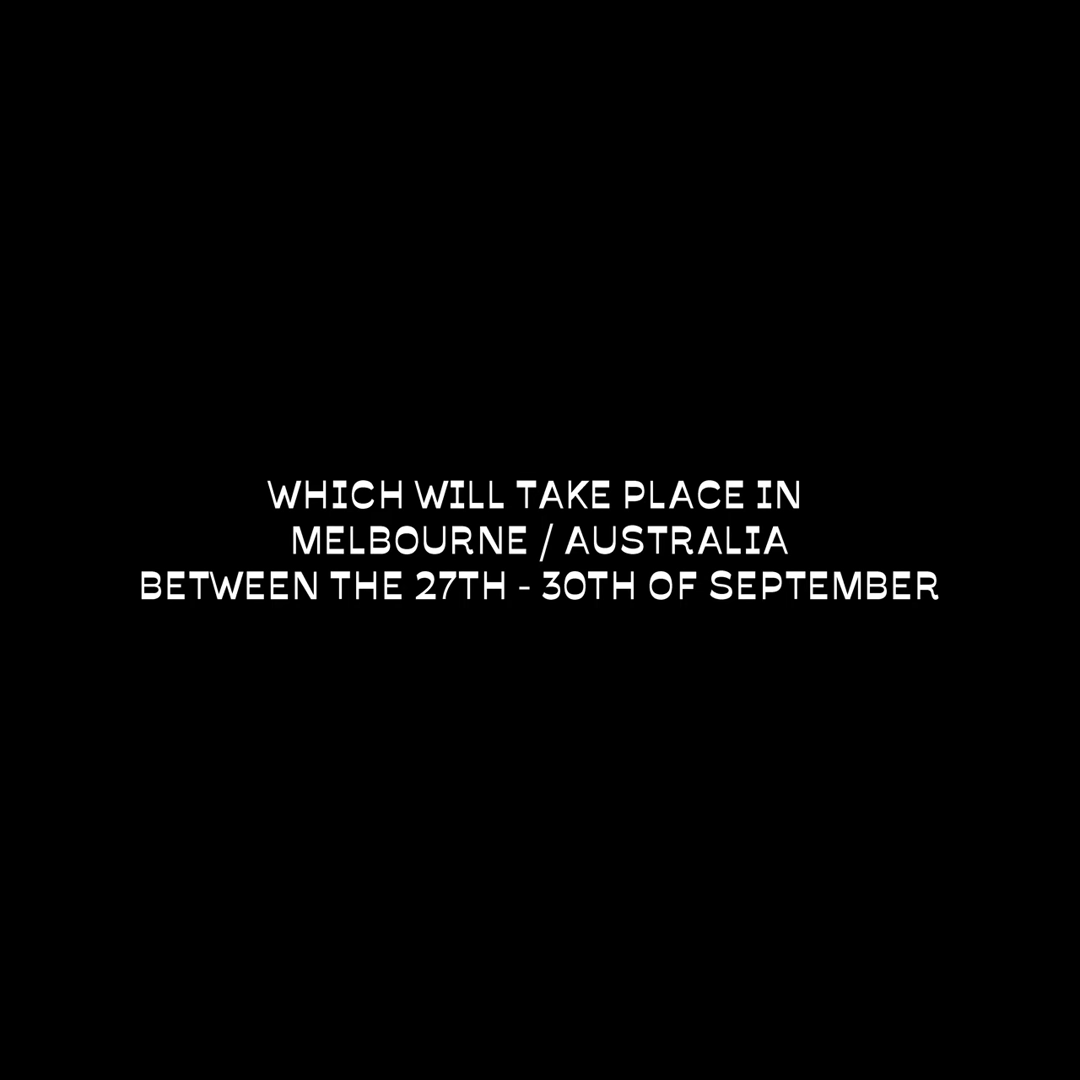 WHICH WILL TAKE PLACE IN
MELBOURNE / AUSTRALIA
BETWEEN THE 27TH - 30TH OF SEPTEMBER